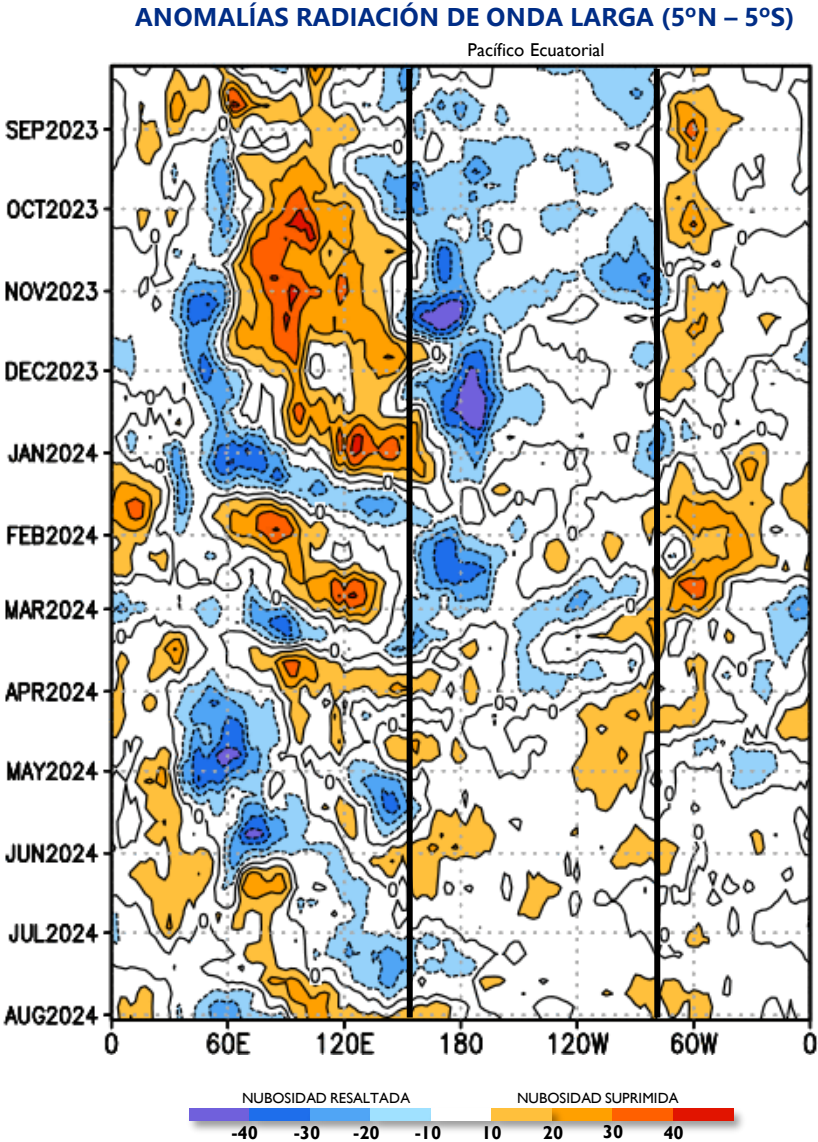 ANOMALÍAS RADIACIÓN DE ONDA LARGA (5ºN – 5ºS)
Pacífico Ecuatorial
SEP2023
OCT2023
NOV2023
DEC2023
JAN2024
FEB2024
MAR2024
APR2024
MAY2024
JUN2024
JUL2024
AUG2024
0 60E 120E 180 120W 60W 0
NUBOSIDAD RESALTADA NUBOSIDAD SUPRIMIDA
-40 -30 -20 -10 10 20 30 40